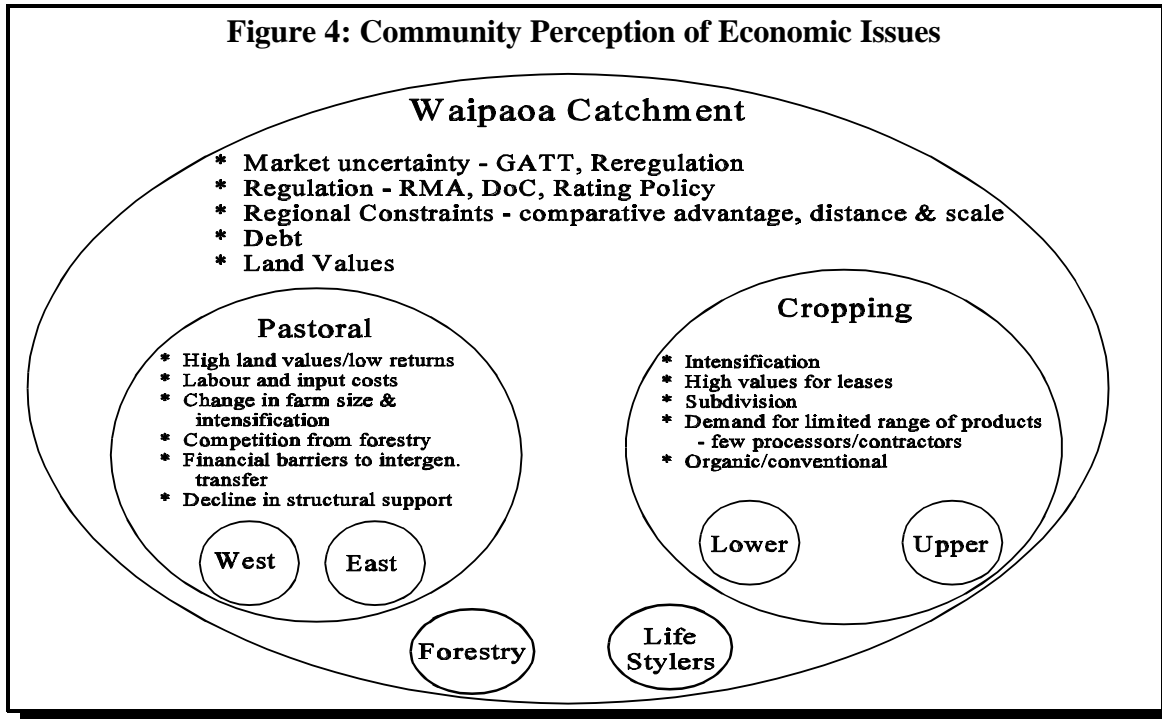 Figure 4: Community Perception of Economic Issues
Waipaoa Catchment
* Market uncertainty - GATT, Reregulation
* Regulation - RMA, DoC, Rating Policy
* Regional Constraints - comparative advantage, distance & scale
* Debt
* Land Values
Pastoral
* High land values/low returns
* Labour and input costs
* Change in farm size &
intensification
* Competition from forestry
* Financial barriers to intergen.
transfer
* Decline in structural support
West
East
Cropping
* Intensification
* High values for leases
* Subdivision
* Demand for limited range of products
- few processors/contractors
* Organic/conventional
Lower
Upper
Forestry
Life
Stylers